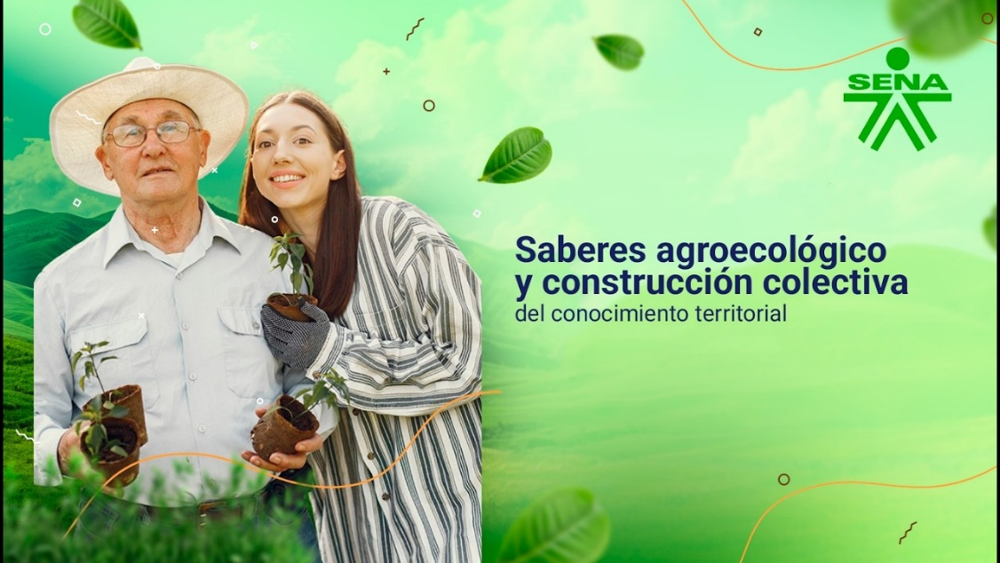 SENA
Saberes agroecológico
y construcción colectiva
del conocimiento territorial